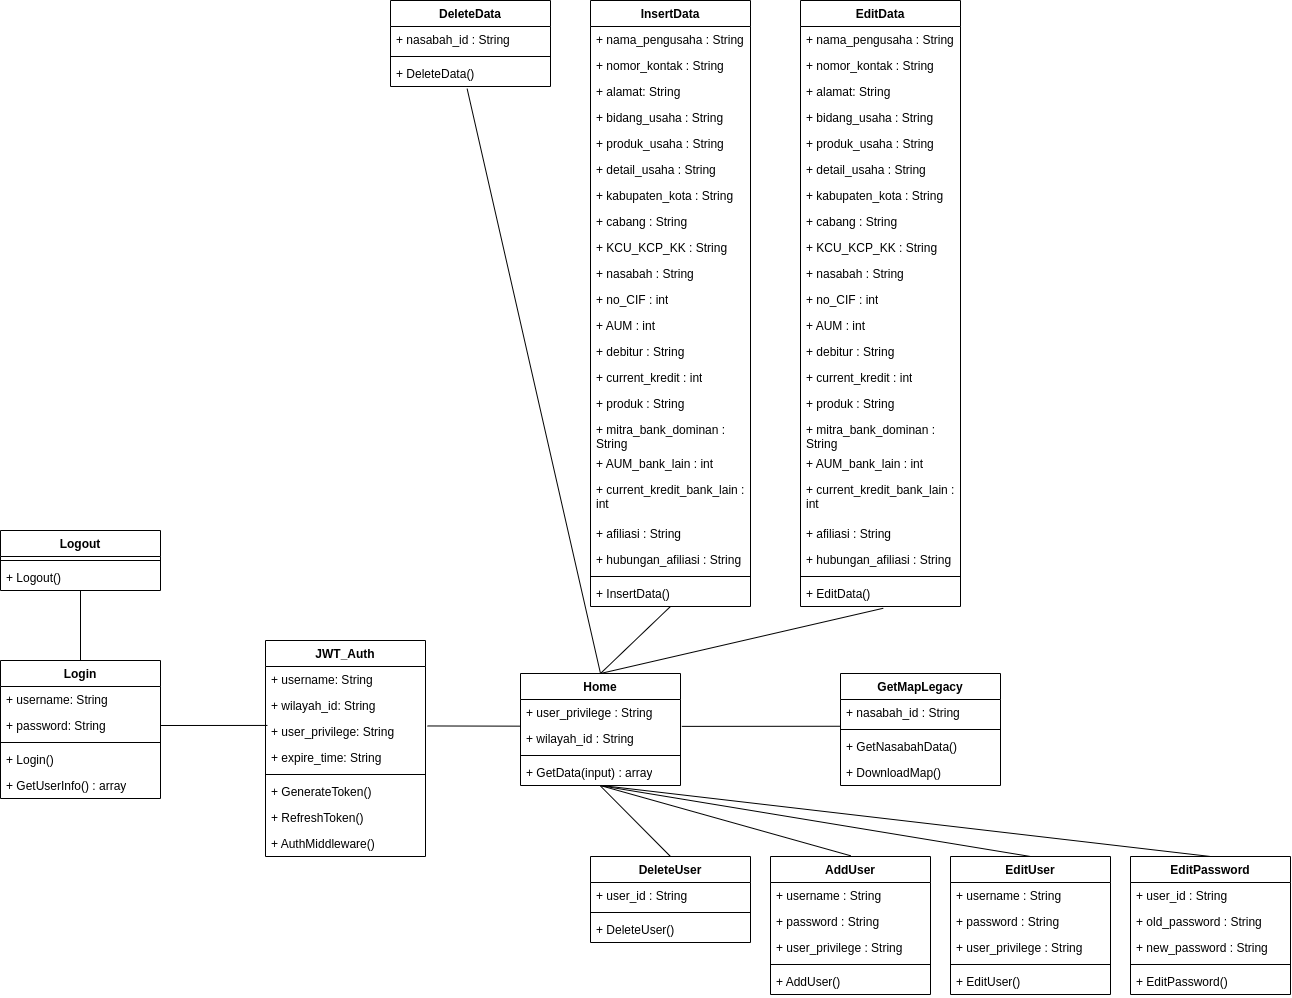 DeleteData
+ nasabah_id : String
+ DeleteData()
InsertData
+ nama_pengusaha : String
+ nomor_kontak : String
+ alamat: String
+ bidang_usaha : String
+ produk_usaha : String
+ detail_usaha : String
+ kabupaten_kota : String
+ cabang : String
+ KCU_KCP_KK : String
+ nasabah : String
+ no_CIF : int
+ AUM : int
+ debitur : String
+ current_kredit : int
+ produk : String
+ mitra_bank_dominan :
String
+ AUM_bank_lain : int
+ current_kredit_bank_lain :
int
+ afiliasi : String
+ hubungan_afiliasi : String
+ InsertData()
EditData
+ nama_pengusaha : String
+ nomor_kontak : String
+ alamat: String
+ bidang_usaha : String
+ produk_usaha : String
+ detail_usaha : String
+ kabupaten_kota : String
+ cabang : String
+ KCU_KCP_KK : String
+ nasabah : String
+ no_CIF : int
+ AUM : int
+ debitur : String
+ current_kredit : int
+ produk : String
+ mitra_bank_dominan :
String
+ AUM_bank_lain : int
+ current_kredit_bank_lain :
int
+ afiliasi : String
+ hubungan_afiliasi : String
+ EditData()
Logout
+ Logout()
Login
+ username: String
+ password: String
+ Login()
+ GetUserInfo() : array
JWT_Auth
+ username: String
+ wilayah_id: String
+ user_privilege: String
+ expire_time: String
+ GenerateToken()
+ RefreshToken()
+ AuthMiddleware()
Home
+ user_privilege : String
+ wilayah_id : String
+ GetData(input) : array
GetMapLegacy
+ nasabah_id : String
+ GetNasabahData()
+ DownloadMap()
DeleteUser
+ user_id : String
+ DeleteUser()
AddUser
+ username : String
+ password : String
+ user_privilege : String
+ AddUser()
EditUser
+ username : String
+ password : String
+ user_privilege : String
+ EditUser()
EditPassword
+ user_id : String
+ old_password : String
+ new_password : String
+ EditPassword()